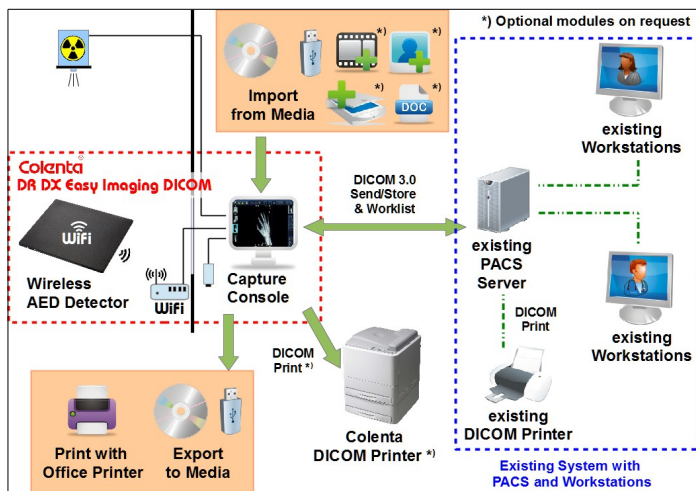 *) Optional modules on request
*)
*)
*)
*)
DOC
Import
from Media
Colenta®
DR DX Easy Imaging DICOM
WiFi
Wireless
AED Detector
WiFi
Capture
Console
DICOM 3.0
Send/Store
& Worklist
existing
Workstations
existing
PACS
Server
existing
Workstations
DICOM
Print
existing
DICOM Printer
DICOM
Print *)
Colenta
DICOM Printer *)
Print with
Office Printer
Export
to Media
Existing System with
PACS and Workstations